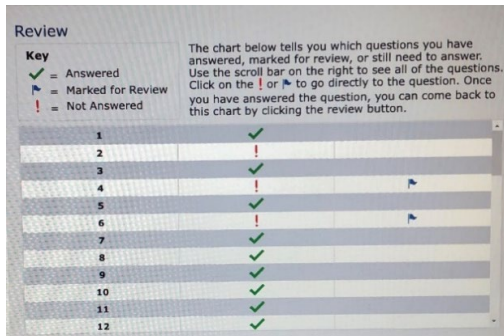 Review
Key
✓ = Answered
⚑ = Marked for Review
! = Not Answered
The chart below tells you which questions you have
answered, marked for review, or still need to answer.
Use the scroll bar on the right to see all of the questions.
Click on the ! or ⚑ to go directly to the question. Once
you have answered the question, you can come back to
this chart by clicking the review button.
1 ✓
2 !
3 ✓
4 ! ⚑
5 ✓
6 ! ⚑
7 ✓
8 ✓
9 ✓
10 ✓
11 ✓
12 ✓